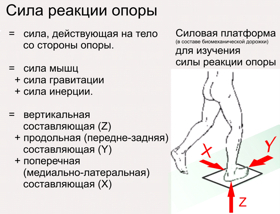 Сила реакции опоры
= сила, действующая на тело
со стороны опоры.
= сила мышц
+ сила гравитации
+ сила инерции.
= вертикальная
составляющая (Z)
+ продольная (передне-задняя)
составляющая (Y)
+ поперечная
(медиально-латеральная)
составляющая (X)
Силовая платформа
(в составе биомеханической дорожки)
для изучения
силы реакции опоры
X
Y
Z